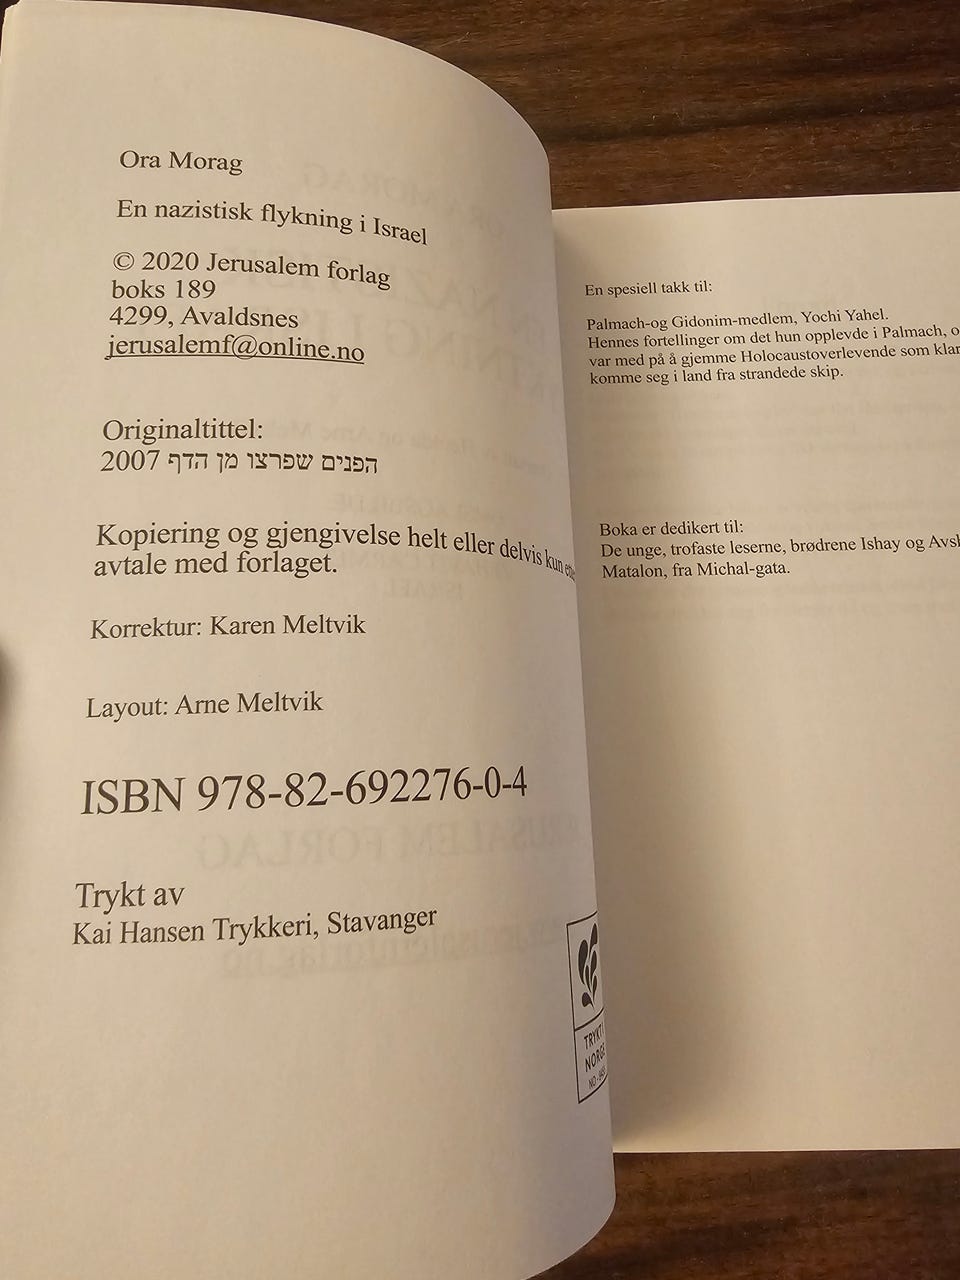 Ora Morag
En nazistisk flykning i Israel
© 2020 Jerusalem forlag
boks 189
4299, Avaldsnes
jerusalemf@online.no
Originaltittel:
2007 הפנים שפרצו מן הדף
Kopiering og gjengivelse helt eller delvis kun
avtale med forlaget.
Korrektur: Karen Meltvik
Layout: Arne Meltvik
ISBN 978-82-692276-0-4
Trykt av
Kai Hansen Trykkeri, Stavanger
TRYKT I
NORGE
En spesiell takk til:
Palmach-og Gidonim-medlem, Yochi Yahel.
Hennes fortellinger om det hun opplevde i Palmach,
var med på å gjemme Holocaustoverlevende som
komme seg i land fra strandede skip.
Boka er dedikert til:
De unge, trofaste leserne, brødrene Ishay og
Matalon, fra Michal-gata.